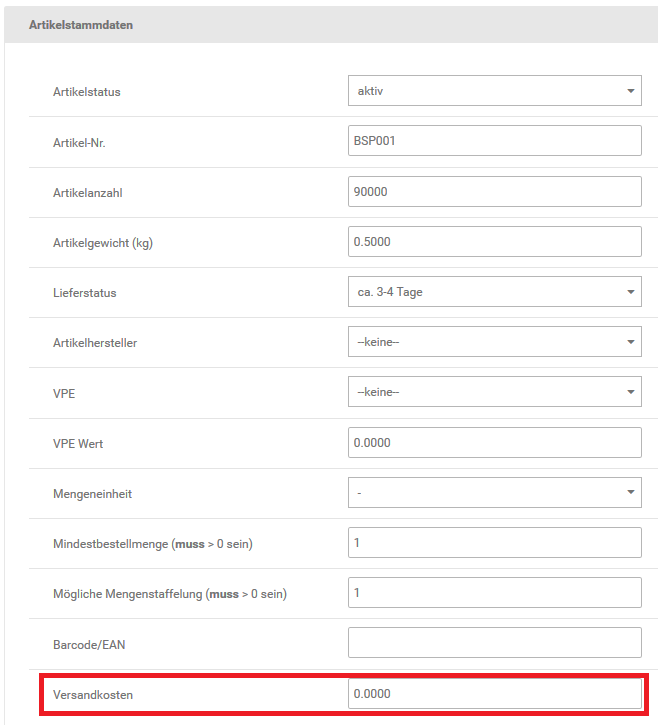 Artikelstammdaten
Artikelstatus aktiv
Artikel-Nr. BSP001
Artikelanzahl 90000
Artikelgewicht (kg) 0.5000
Lieferstatus ca. 3-4 Tage
Artikelhersteller --keine--
VPE --keine--
VPE Wert 0.0000
Mengeneinheit -
Mindestbestellmenge (muss > 0 sein) 1
Mögliche Mengenstaffelung (muss > 0 sein) 1
Barcode/EAN
Versandkosten 0.0000